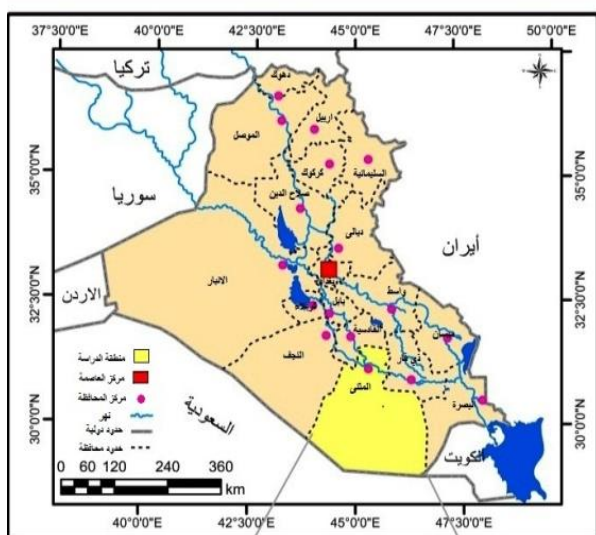 37°30'0"E 40°0'0"E 42°30'0"E 45°0'0"E 47°30'0"E 50°0'0"E
تركيا
دهوك
اربيل
الموصل
السليمانية
كركوك
35°0'0"N
35°0'0"N
سوريا
صلاح الدين
ديالى
أيران
الانبار
واسط
بابل
32°30'0"N
32°30'0"N
الاردن
القادسية
ميسان
ذي قار
النجف
المثنى
البصرة
منطقة الدراسة
مركز العاصمة
مركز المحافظة
نهر
حدود دولية
حدود محافظة
السعودية
الكويت
30°0'0"N
30°0'0"N
0 60 120 240 360
km
40°0'0"E 42°30'0"E 45°0'0"E 47°30'0"E